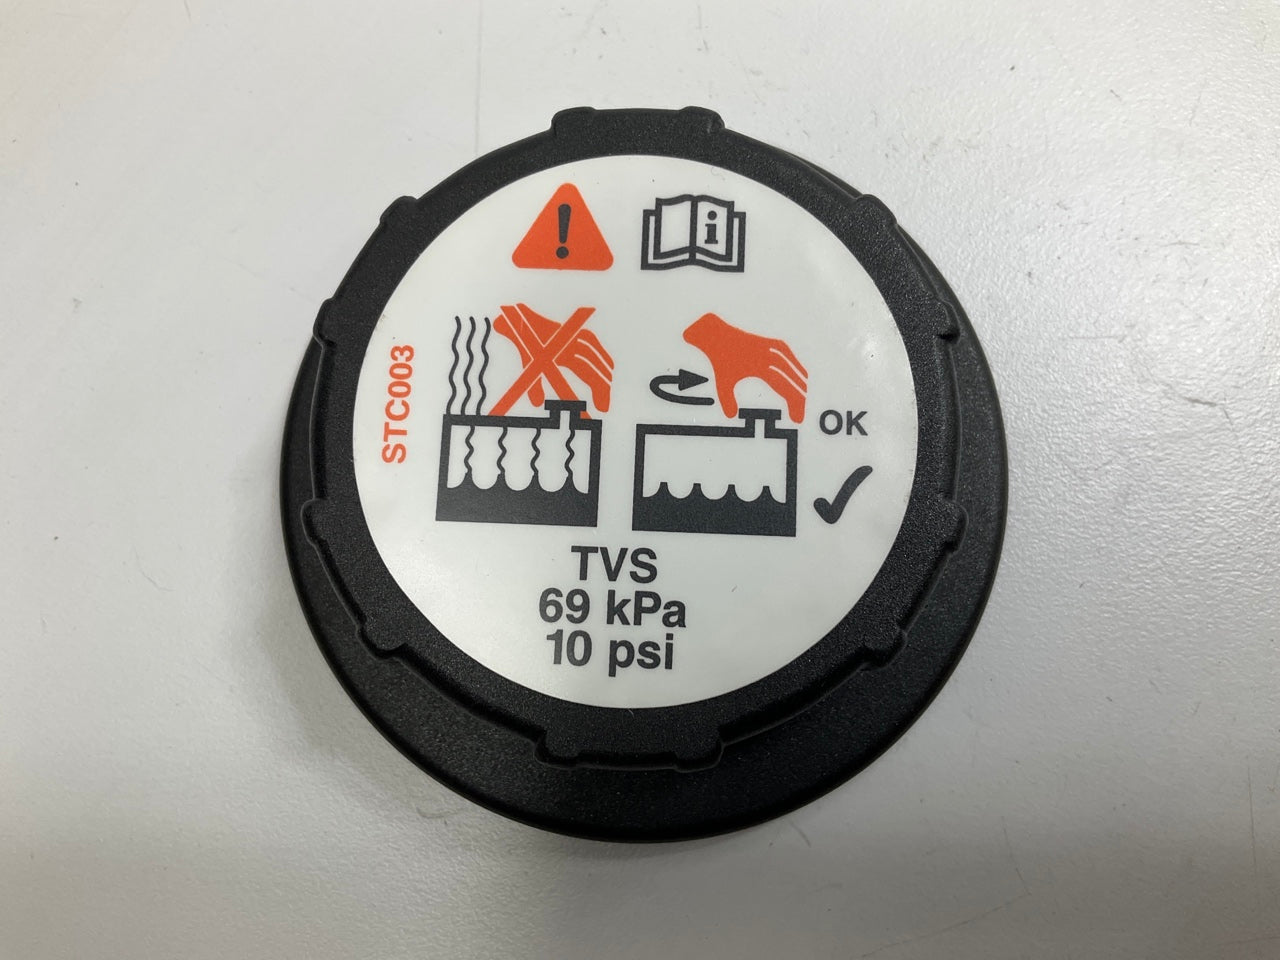 STC003
OK
TVS
69 kPa
10 psi